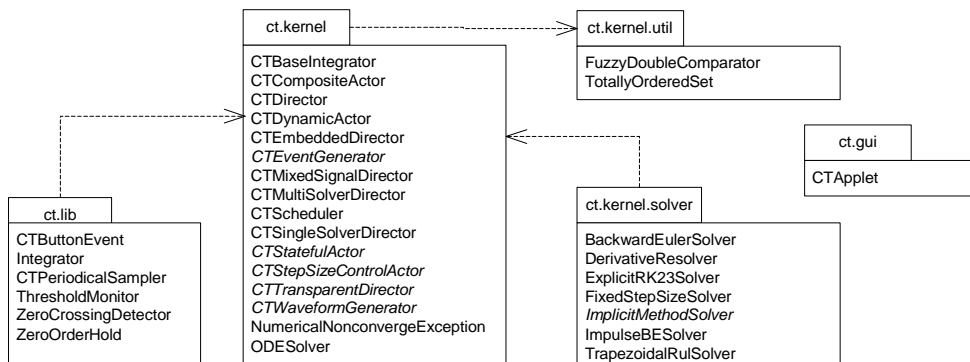 ct.kernel
CTBaseIntegrator
CTCompositeActor
CTDirector
CTDynamicActor
CTEmbeddedDirector
CTEventGenerator
CTMixedSignalDirector
CTMultiSolverDirector
CTScheduler
CTSingleSolverDirector
CTStatefulActor
CTStepSizeControlActor
CTTransparentDirector
CTWaveformGenerator
NumericalNonconvergeException
ODESolver
ct.kernel.util
FuzzyDoubleComparator
TotallyOrderedSet
ct.gui
CTApplet
ct.lib
CTButtonEvent
Integrator
CTPeriodicalSampler
ThresholdMonitor
ZeroCrossingDetector
ZeroOrderHold
ct.kernel.solver
BackwardEulerSolver
DerivativeResolver
ExplicitRK23Solver
FixedStepSizeSolver
ImplicitMethodSolver
ImpulseBESolver
TrapezoidalRulSolver